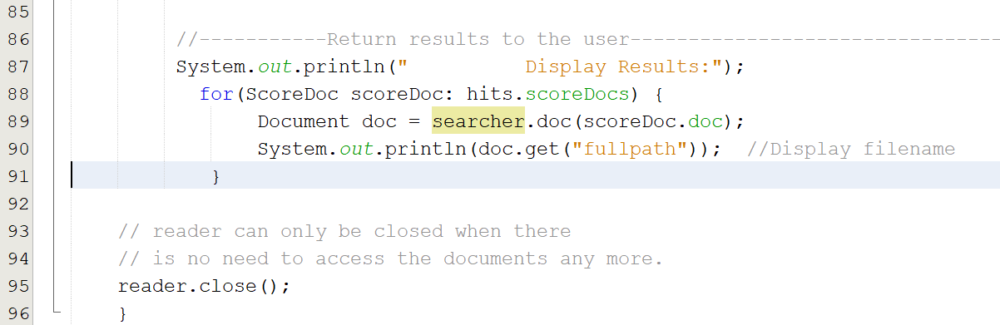 85
86 //-----------Return results to the user--------------------------------
87 System.out.println("          Display Results:");
88 for(ScoreDoc scoreDoc: hits.scoreDocs) {
89 Document doc = searcher.doc(scoreDoc.doc);
90 System.out.println(doc.get("fullpath"));  //Display filename
91 }
92
93 // reader can only be closed when there
94 // is no need to access the documents any more.
95 reader.close();
96 }